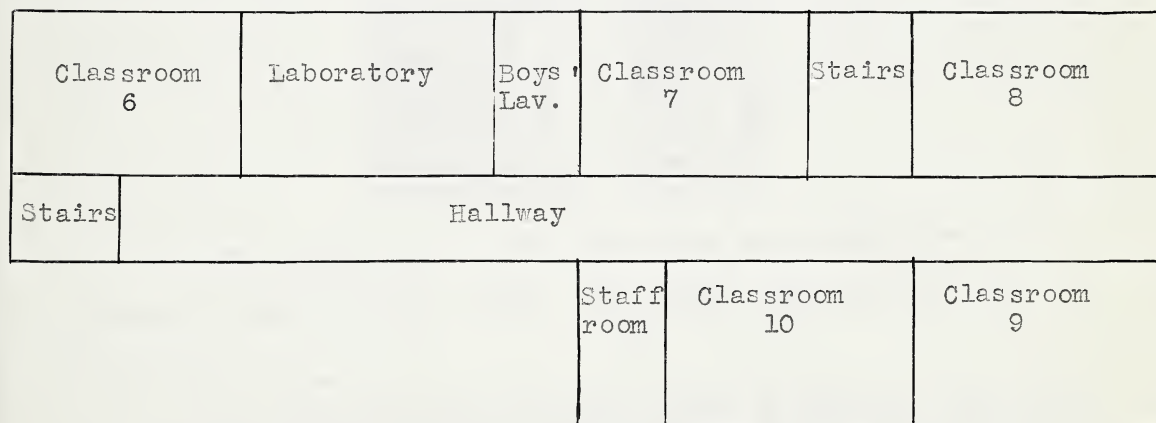 Classroom
6
Laboratory
Boys'
Lav.
Classroom
7
Stairs
Classroom
8
Stairs
Hallway
Staff
room
Classroom
10
Classroom
9